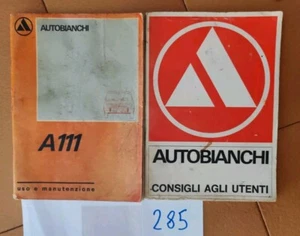 AUTOBIANCHI
A111
uso e manutenzione
AUTOBIANCHI
CONSIGLI AGLI UTENTI
285